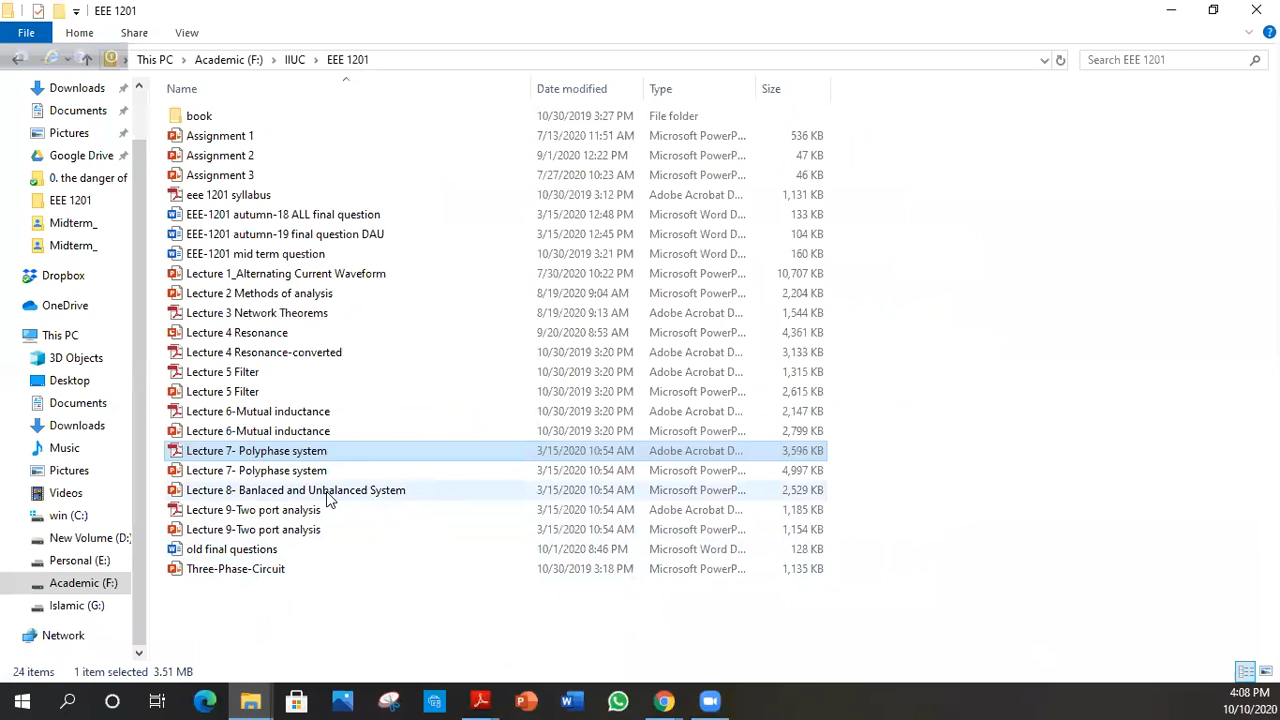 EEE 1201
File Home Share View
This PC Academic (F:) IIUC EEE 1201 Search EEE 1201
Name Date modified Type Size
Downloads
Documents
Pictures
Google Drive
0. the danger of
EEE 1201
Midterm_
Midterm_
Dropbox
OneDrive
This PC
3D Objects
Desktop
Documents
Downloads
Music
Pictures
Videos
win (C:)
New Volume (D:)
Personal (E:)
Academic (F:)
Islamic (G:)
Network
book 10/30/2019 3:27 PM File folder
Assignment 1 7/13/2020 11:51 AM Microsoft PowerP... 536 KB
Assignment 2 9/1/2020 12:22 PM Microsoft PowerP... 47 KB
Assignment 3 7/27/2020 10:23 AM Microsoft PowerP... 46 KB
eee 1201 syllabus 10/30/2019 3:12 PM Adobe Acrobat D... 1,131 KB
EEE-1201 autumn-18 ALL final question 3/15/2020 12:48 PM Microsoft Word D... 133 KB
EEE-1201 autumn-19 final question DAU 3/15/2020 12:45 PM Microsoft Word D... 104 KB
EEE-1201 mid term question 10/30/2019 3:21 PM Microsoft Word D... 160 KB
Lecture 1_Alternating Current Waveform 7/30/2020 10:22 PM Microsoft PowerP... 10,707 KB
Lecture 2 Methods of analysis 8/19/2020 9:04 AM Microsoft PowerP... 2,204 KB
Lecture 3 Network Theorems 8/19/2020 9:13 AM Adobe Acrobat D... 1,544 KB
Lecture 4 Resonance 9/20/2020 8:53 AM Microsoft PowerP... 4,361 KB
Lecture 4 Resonance-converted 10/30/2019 3:20 PM Adobe Acrobat D... 3,133 KB
Lecture 5 Filter 10/30/2019 3:20 PM Adobe Acrobat D... 1,315 KB
Lecture 5 Filter 10/30/2019 3:20 PM Microsoft PowerP... 2,615 KB
Lecture 6-Mutual inductance 10/30/2019 3:20 PM Adobe Acrobat D... 2,147 KB
Lecture 6-Mutual inductance 10/30/2019 3:20 PM Microsoft PowerP... 2,799 KB
Lecture 7- Polyphase system 3/15/2020 10:54 AM Adobe Acrobat D... 3,596 KB
Lecture 7- Polyphase system 3/15/2020 10:54 AM Microsoft PowerP... 4,997 KB
Lecture 8- Banlaced and Unbalanced System 3/15/2020 10:54 AM Microsoft PowerP... 2,529 KB
Lecture 9-Two port analysis 3/15/2020 10:54 AM Adobe Acrobat D... 1,185 KB
Lecture 9-Two port analysis 3/15/2020 10:54 AM Microsoft PowerP... 1,154 KB
old final questions 10/1/2020 8:46 PM Microsoft Word D... 128 KB
Three-Phase-Circuit 10/30/2019 3:18 PM Microsoft PowerP... 1,135 KB
24 items 1 item selected 3.51 MB
4:08 PM
10/10/2020